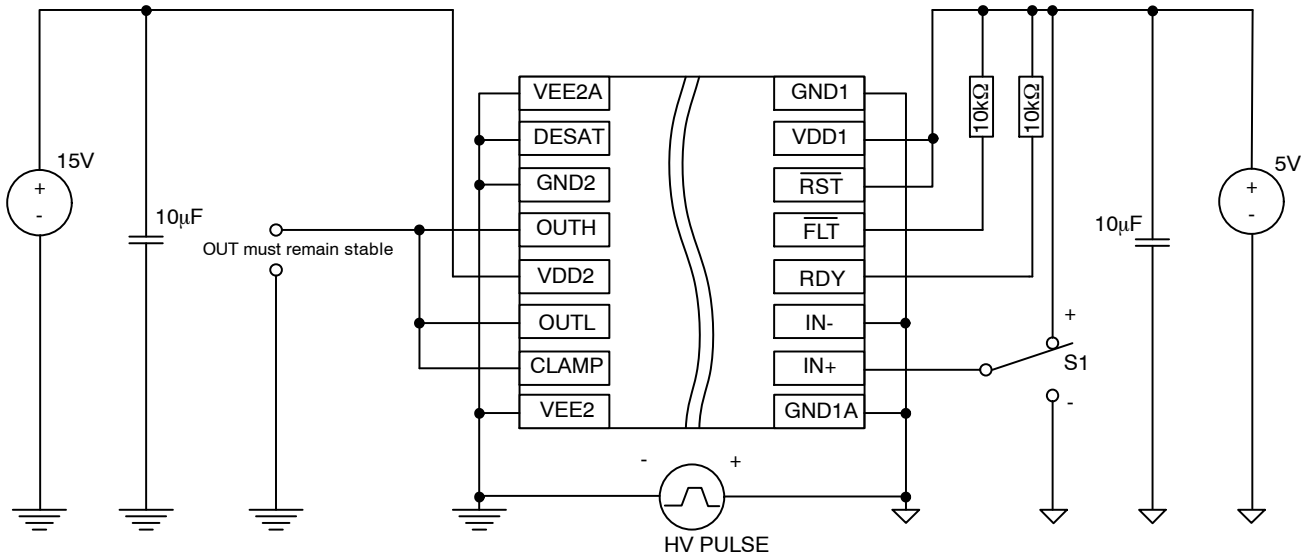 15V
+
-
10μF
OUT must remain stable
VEE2A
DESAT
GND2
OUTH
VDD2
OUTL
CLAMP
VEE2
GND1
VDD1
RST
FLT
RDY
IN-
IN+
GND1A
10kΩ
10kΩ
+
S1
-
10μF
5V
+
-
-
+
HV PULSE